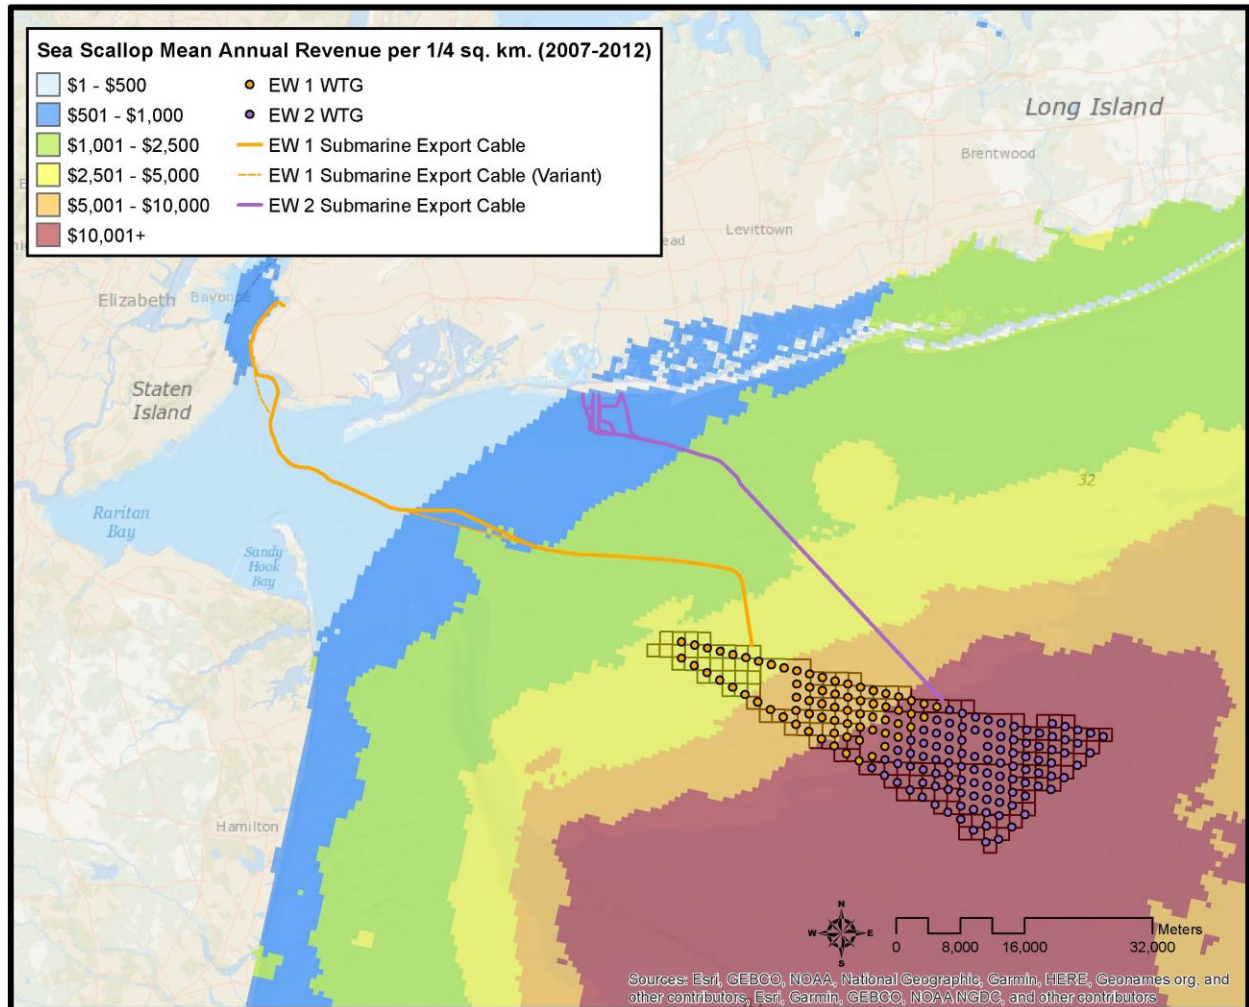 Sea Scallop Mean Annual Revenue per 1/4 sq. km. (2007-2012)
$1 - $500
$501 - $1,000
$1,001 - $2,500
$2,501 - $5,000
$5,001 - $10,000
$10,001+
EW 1 WTG
EW 2 WTG
EW 1 Submarine Export Cable
EW 1 Submarine Export Cable (Variant)
EW 2 Submarine Export Cable
Long Island
Brentwood
Levittown
ead
Elizabeth
Bayonne
Staten
Island
32
Raritan
Bay
Sandy
Hook
Bay
Hamilton
N
W
E
S
Meters
0
8,000
16,000
32,000
Sources: Esri, GEBCO, NOAA, National Geographic, Garmin, HERE, Geonames.org, and
other contributors, Esri, Garmin, GEBCO, NOAA NGDC, and other contributors